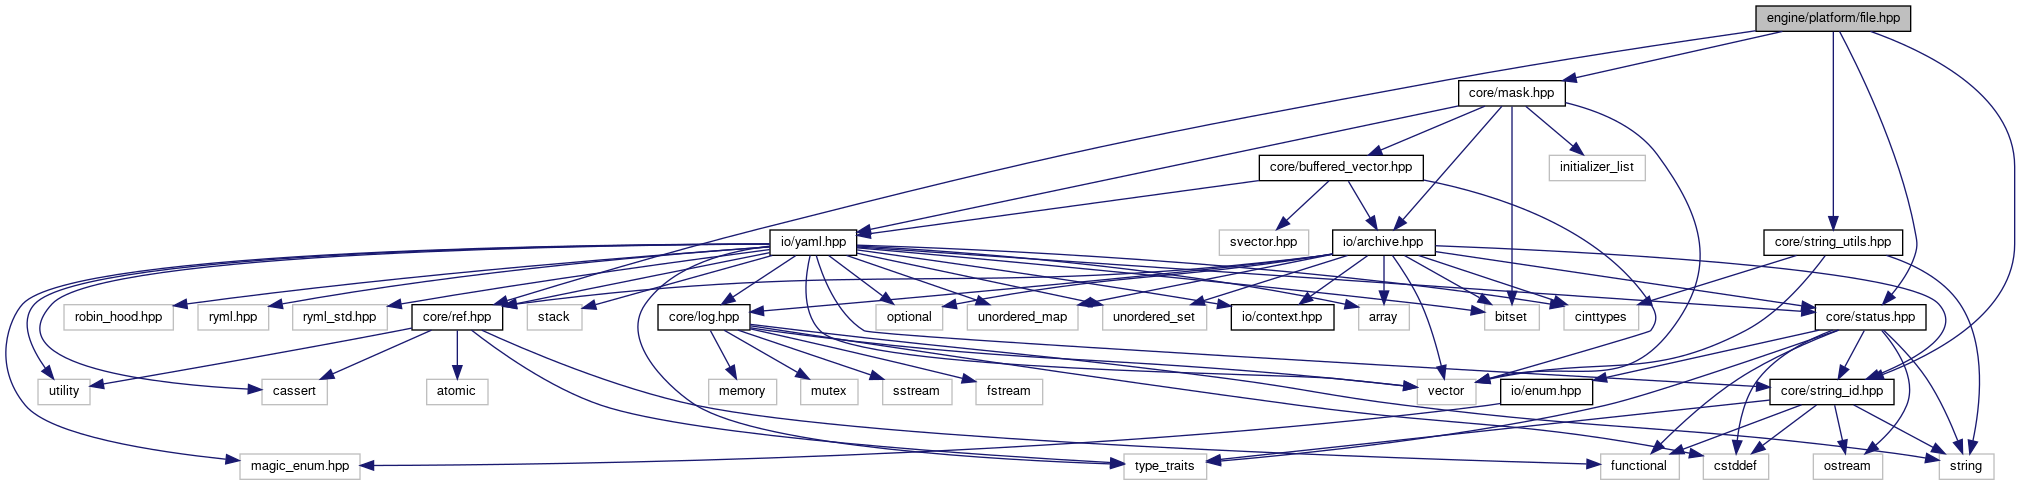 engine/platform/file.hpp
core/mask.hpp
core/buffered_vector.hpp
initializer_list
io/yaml.hpp
svector.hpp
io/archive.hpp
core/string_utils.hpp
robin_hood.hpp
ryml.hpp
ryml_std.hpp
core/ref.hpp
stack
core/log.hpp
optional
unordered_map
unordered_set
io/context.hpp
array
bitset
cinttypes
core/status.hpp
utility
cassert
atomic
memory
mutex
sstream
fstream
vector
io/enum.hpp
core/string_id.hpp
magic_enum.hpp
type_traits
functional
cstddef
ostream
string